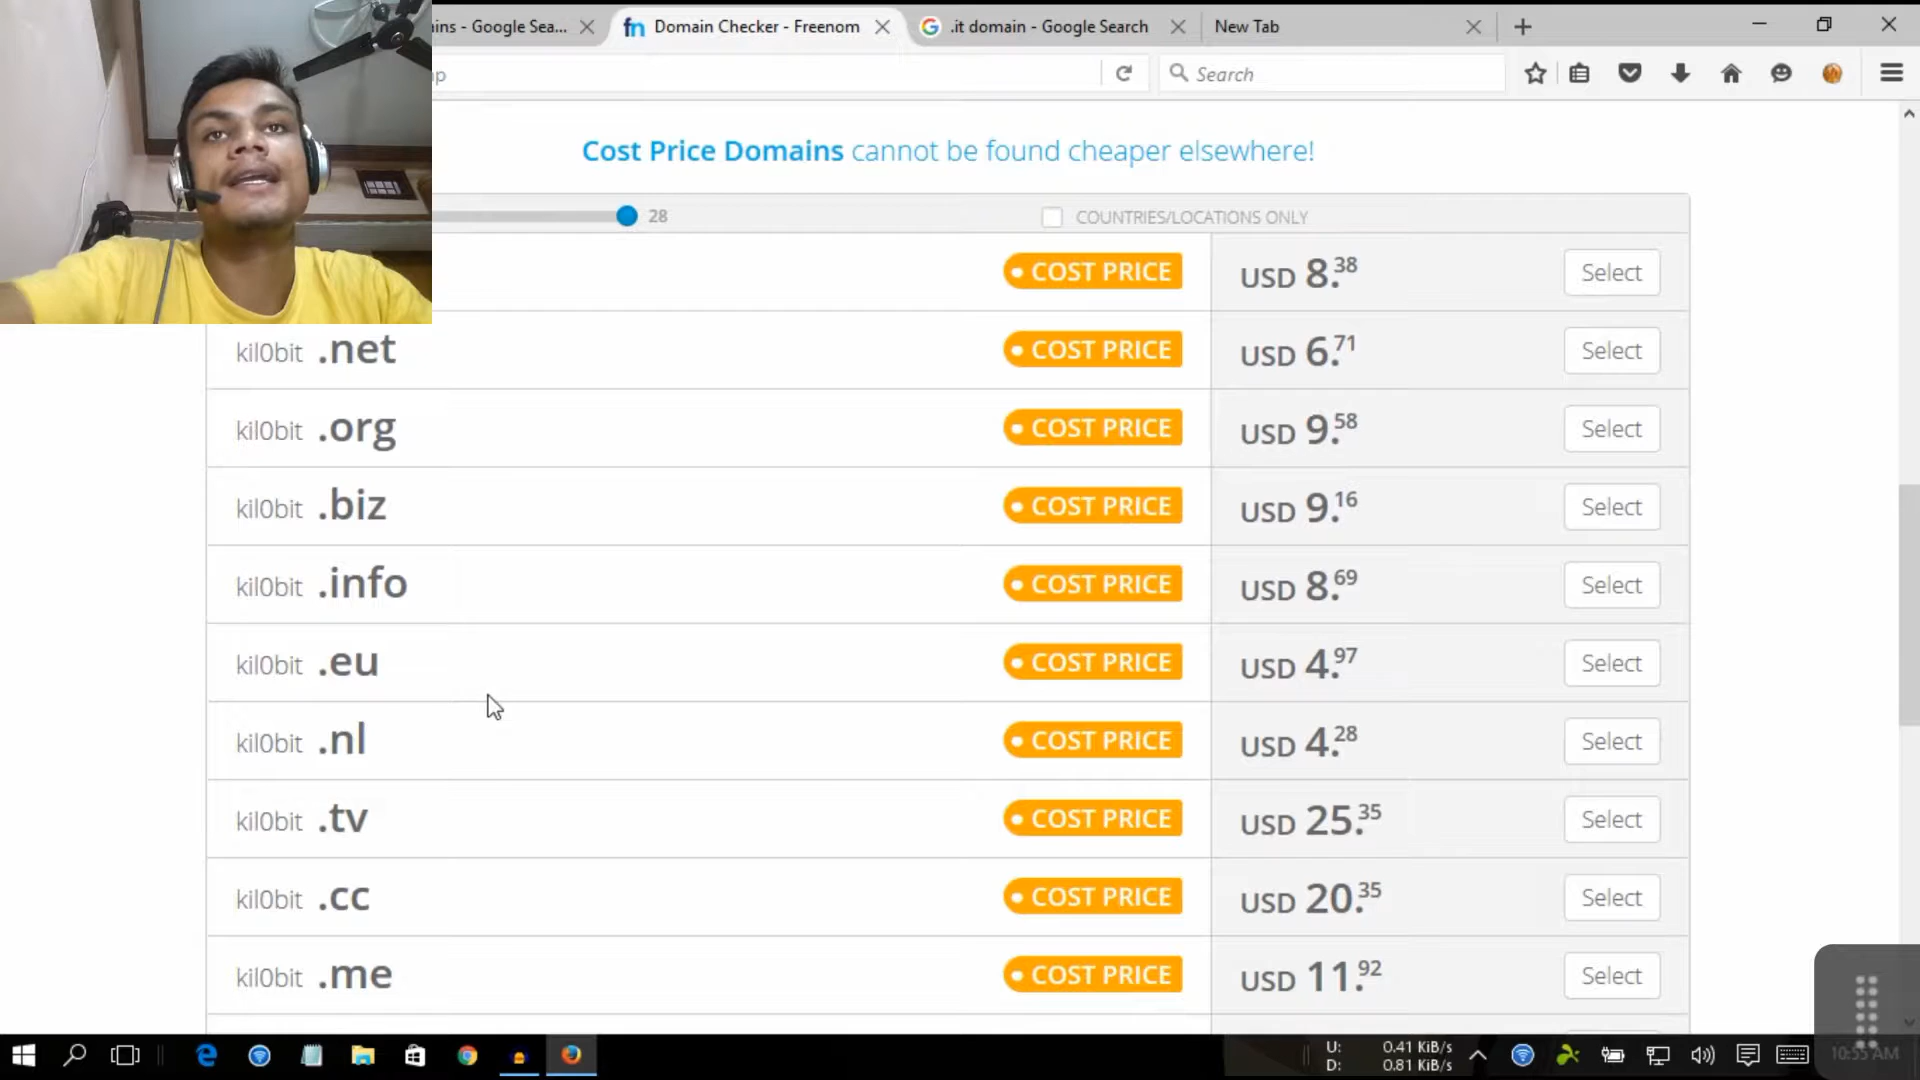 ains - Google Sea...
fn Domain Checker - Freenom
G .it domain - Google Search
New Tab
Search
Cost Price Domains cannot be found cheaper elsewhere!
28
COUNTRIES/LOCATIONS ONLY
COST PRICE USD 8.38 Select
kil0bit .net COST PRICE USD 6.71 Select
kil0bit .org COST PRICE USD 9.58 Select
kil0bit .biz COST PRICE USD 9.16 Select
kil0bit .info COST PRICE USD 8.69 Select
kil0bit .eu COST PRICE USD 4.97 Select
kil0bit .nl COST PRICE USD 4.28 Select
kil0bit .tv COST PRICE USD 25.35 Select
kil0bit .cc COST PRICE USD 20.35 Select
kil0bit .me COST PRICE USD 11.92 Select
U: 0.41 KiB/s
D: 0.81 KiB/s
10:55 AM